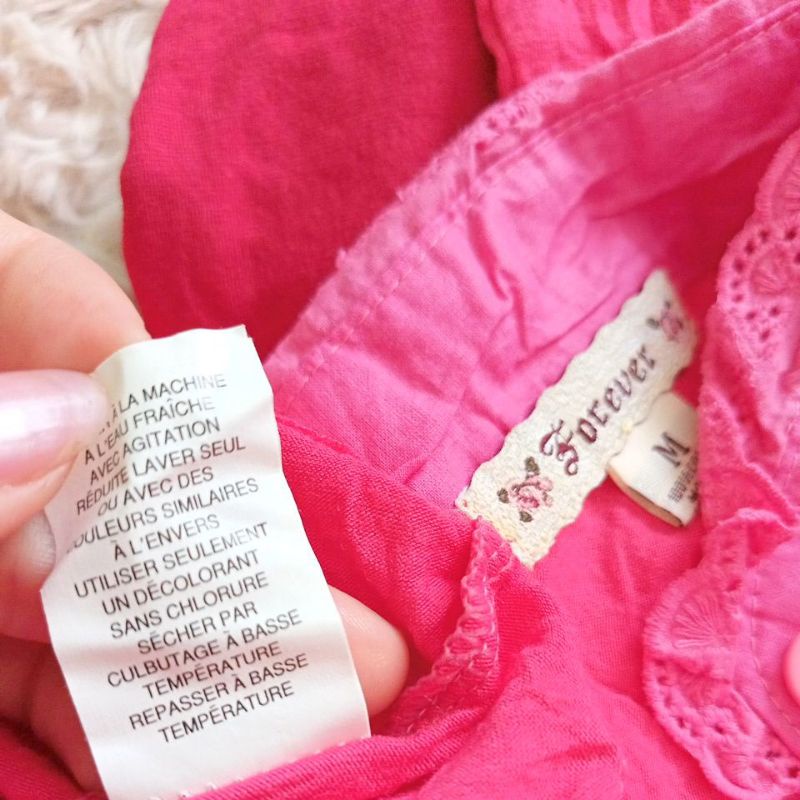 LA MACHINE
À L'EAU FRAÎCHE
AVEC AGITATION
RÉDUITE LAVER SEUL
OU AVEC DES
COULEURS SIMILAIRES
À L'ENVERS
UTILISER SEULEMENT
UN DÉCOLORANT
SANS CHLORURE
SÉCHER PAR
CULBUTAGE À BASSE
TEMPÉRATURE
REPASSER À BASSE
TEMPÉRATURE
Forever
M